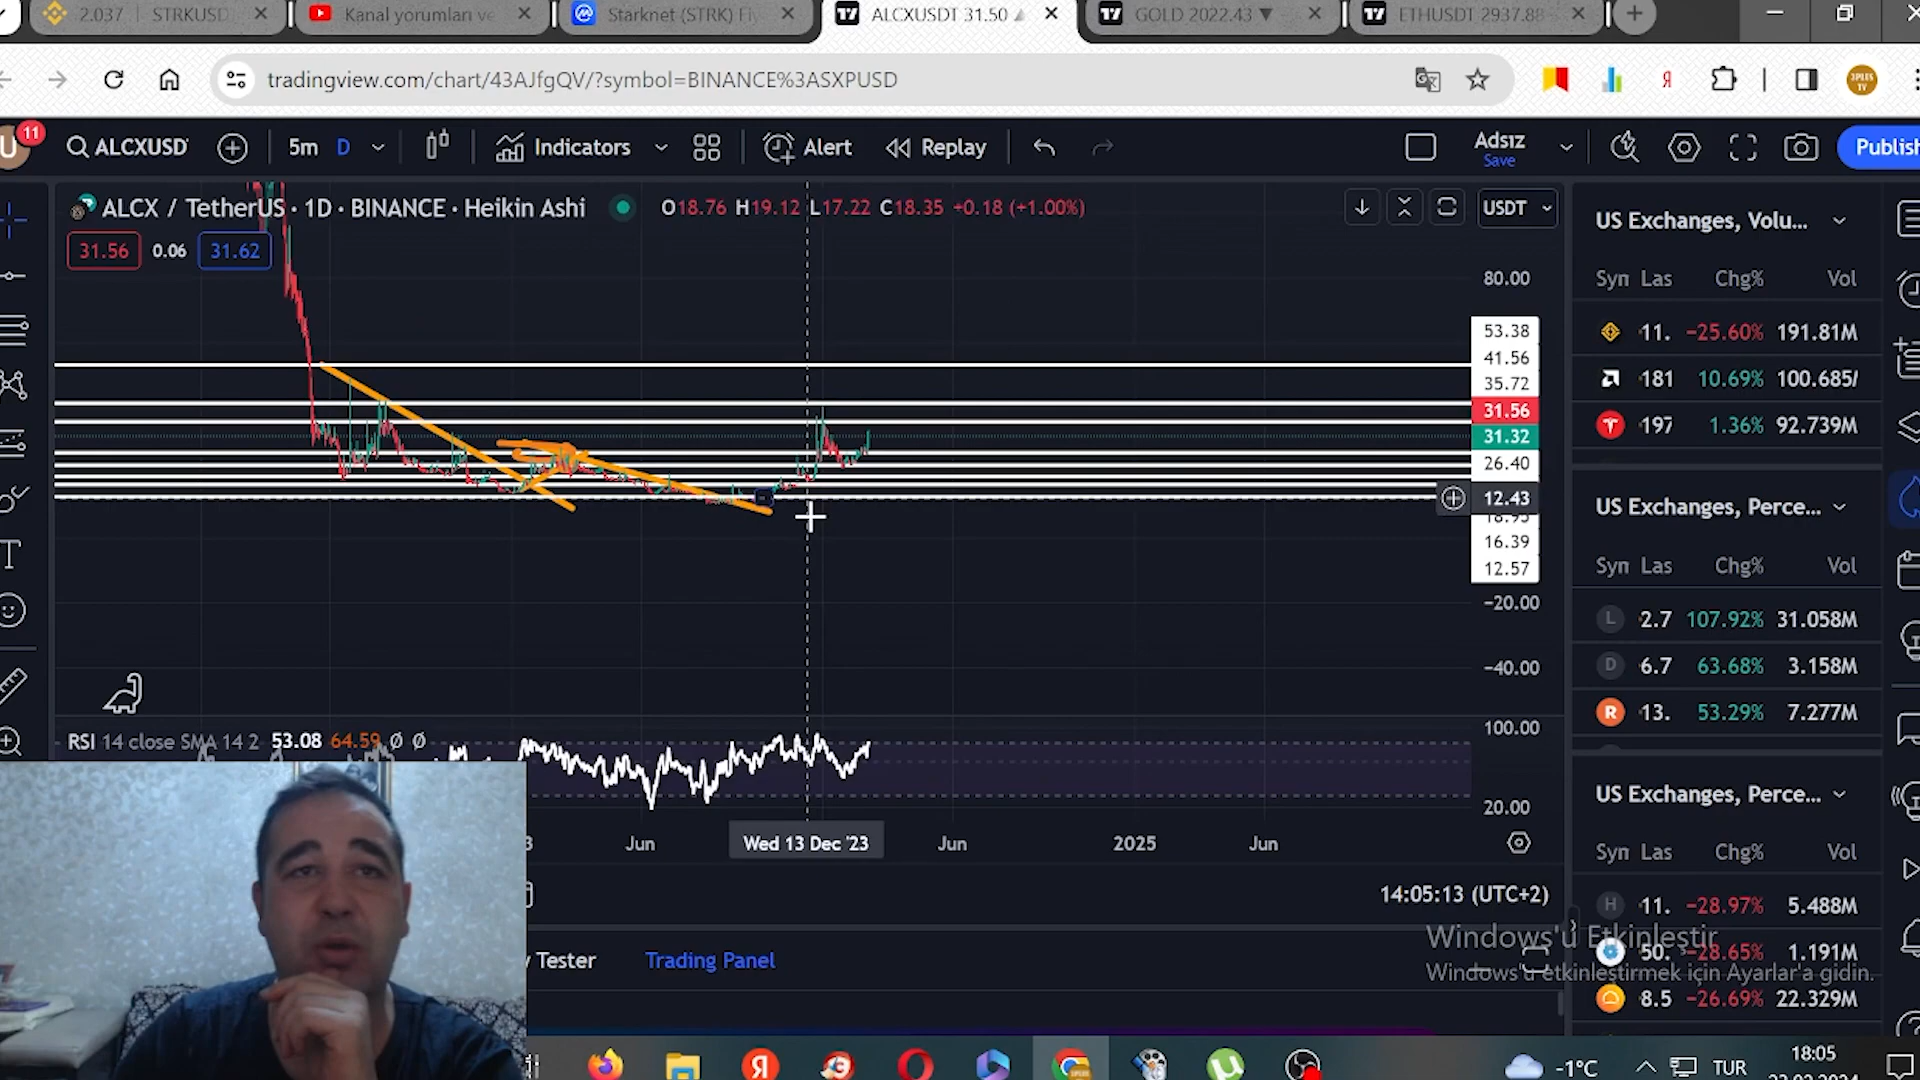 2.037 | STRKUSD
Kanal yorumları ve
Starknet (STRK) Fi
ALCXUSDT 31.50
GOLD 2022.43 ▼
ETHUSDT 2937.88
tradingview.com/chart/43AJfgQV/?symbol=BINANCE%3ASXPUSD
3PLUS TV
U 11
ALCXUSD
5m D
Indicators
Alert
Replay
Adsız
Save
Publish
ALCX / TetherUS · 1D · BINANCE · Heikin Ashi
O18.76 H19.12 L17.22 C18.35 +0.18 (+1.00%)
USDT
31.56 0.06 31.62
80.00
53.38
41.56
35.72
31.56
31.32
26.40
12.43
18.95
16.39
12.57
−20.00
−40.00
100.00
20.00
RSI 14 close SMA 14 2 53.08 64.59 Ø Ø
3 Jun Wed 13 Dec '23 Jun 2025 Jun
14:05:13 (UTC+2)
Tester
Trading Panel
US Exchanges, Volu...
Sym Las Chg% Vol
11. −25.60% 191.81M
181 10.69% 100.685
197 1.36% 92.739M
US Exchanges, Perce...
Sym Las Chg% Vol
L 2.7 107.92% 31.058M
D 6.7 63.68% 3.158M
R 13. 53.29% 7.277M
US Exchanges, Perce...
Sym Las Chg% Vol
H 11. −28.97% 5.488M
50. −28.65% 1.191M
8.5 −26.69% 22.329M
Windows'u Etkinleştir
Windows'u etkinleştirmek için Ayarlar'a gidin.
-1°C
TUR
18:05